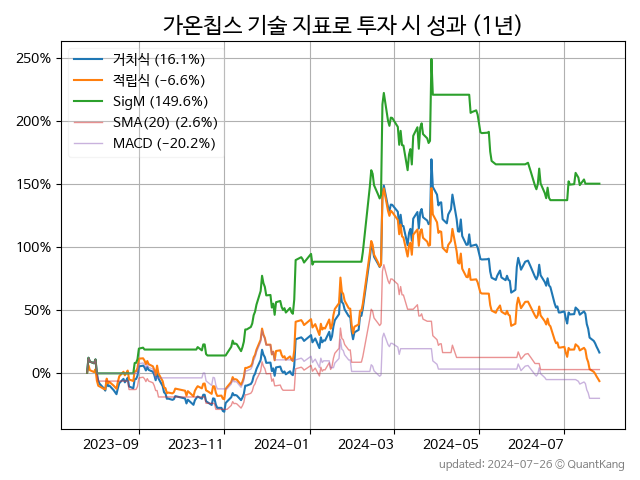 가온칩스 기술 지표로 투자 시 성과 (1년)
거치식 (16.1%)
적립식 (−6.6%)
SigM (149.6%)
SMA(20) (2.6%)
MACD (−20.2%)
250%
200%
150%
100%
50%
0%
2023-09 2023-11 2024-01 2024-03 2024-05 2024-07
updated: 2024-07-26 © QuantKang